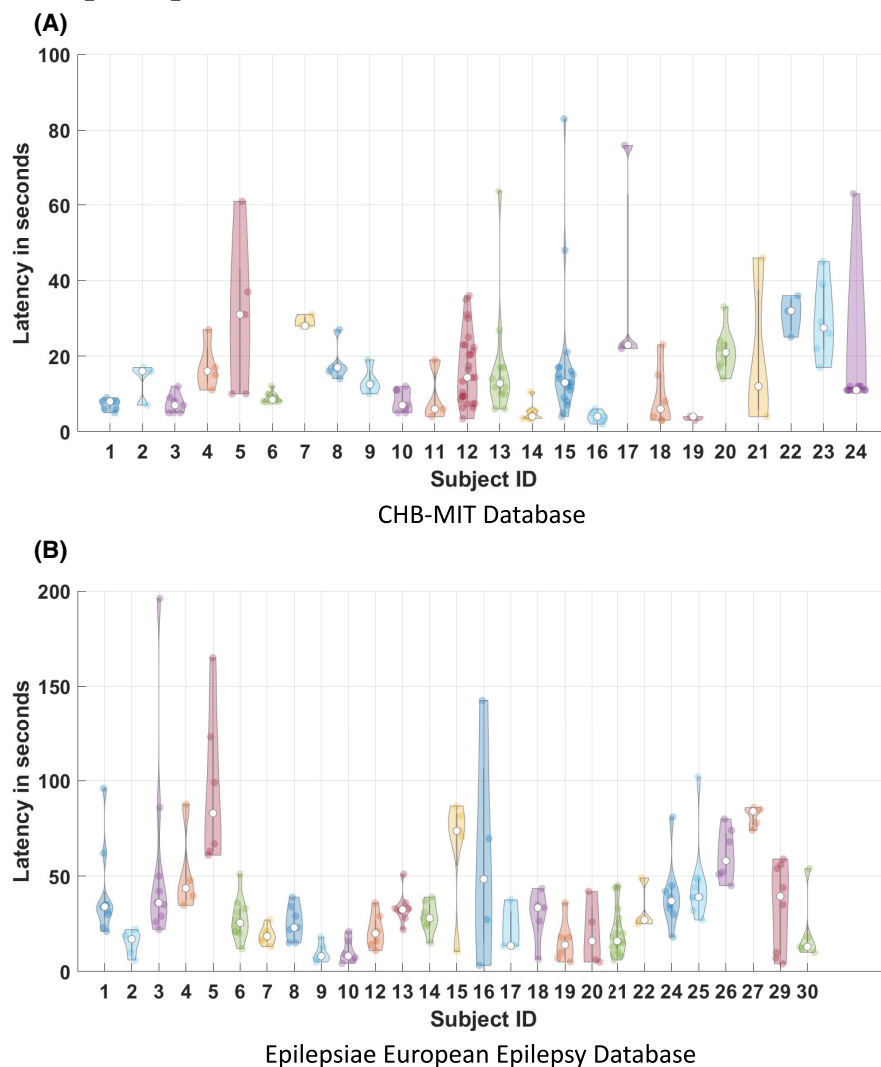 (A)
100
80
60
40
20
0
Latency in seconds
1 2 3 4 5 6 7 8 9 10 11 12 13 14 15 16 17 18 19 20 21 22 23 24
Subject ID
CHB-MIT Database
(B)
200
150
100
50
0
Latency in seconds
1 2 3 4 5 6 7 8 9 10 12 13 14 15 16 17 18 19 20 21 22 24 25 26 27 29 30
Subject ID
Epilepsiae European Epilepsy Database